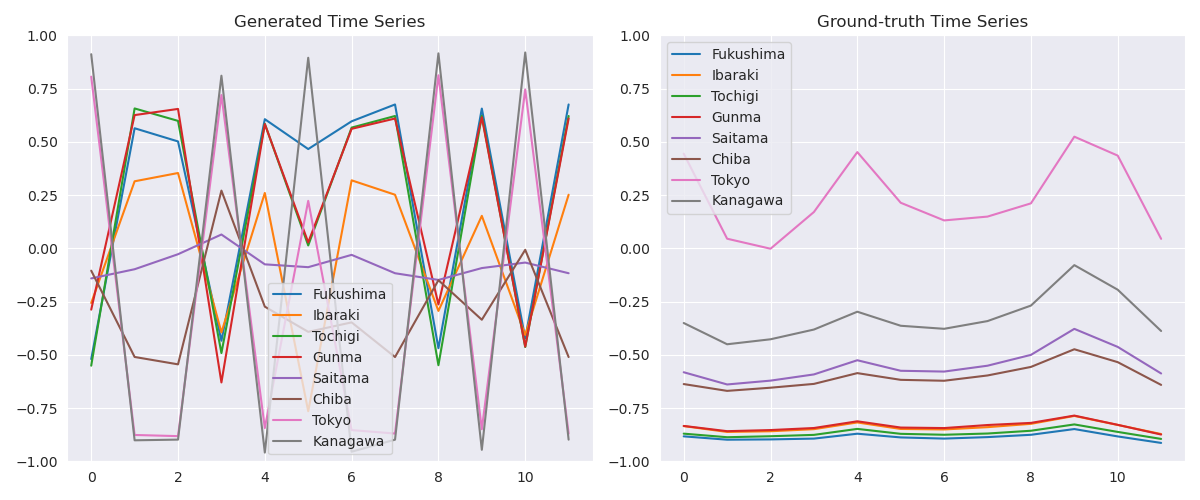 Generated Time Series
1.00
0.75
0.50
0.25
0.00
−0.25
−0.50
−0.75
−1.00
0 2 4 6 8 10
Fukushima
Ibaraki
Tochigi
Gunma
Saitama
Chiba
Tokyo
Kanagawa
Ground-truth Time Series
1.00
0.75
0.50
0.25
0.00
−0.25
−0.50
−0.75
−1.00
0 2 4 6 8 10
Fukushima
Ibaraki
Tochigi
Gunma
Saitama
Chiba
Tokyo
Kanagawa